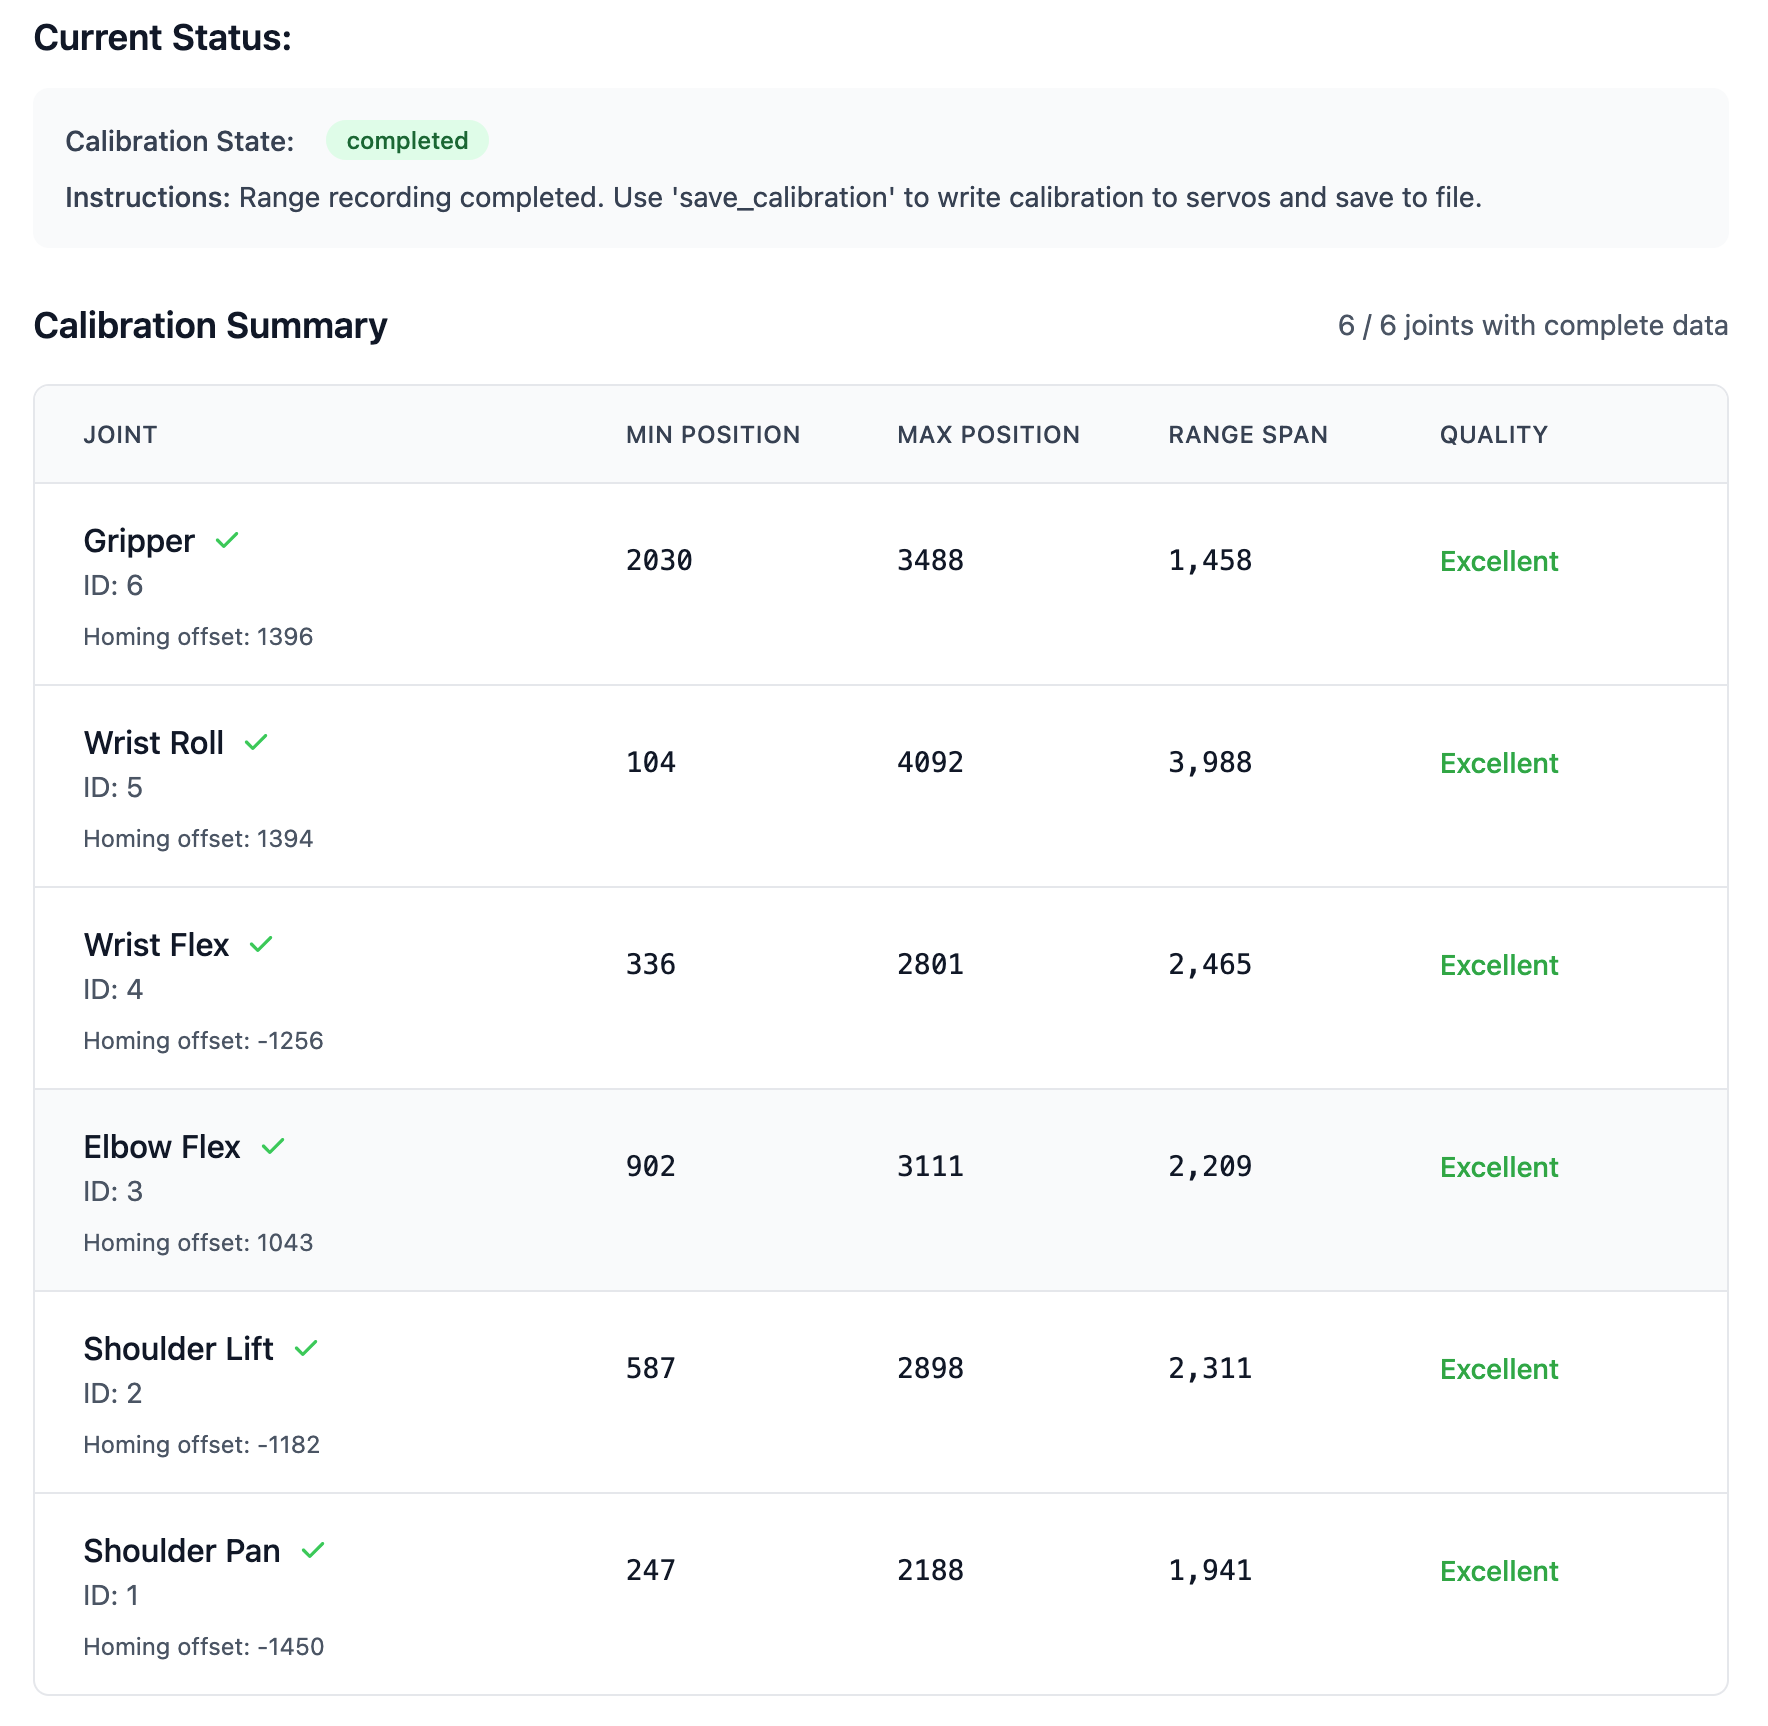 Current Status:
Calibration State: completed
Instructions: Range recording completed. Use 'save_calibration' to write calibration to servos and save to file.
Calibration Summary
6 / 6 joints with complete data
JOINT MIN POSITION MAX POSITION RANGE SPAN QUALITY
Gripper
ID: 6
Homing offset: 1396
2030 3488 1,458 Excellent
Wrist Roll
ID: 5
Homing offset: 1394
104 4092 3,988 Excellent
Wrist Flex
ID: 4
Homing offset: -1256
336 2801 2,465 Excellent
Elbow Flex
ID: 3
Homing offset: 1043
902 3111 2,209 Excellent
Shoulder Lift
ID: 2
Homing offset: -1182
587 2898 2,311 Excellent
Shoulder Pan
ID: 1
Homing offset: -1450
247 2188 1,941 Excellent